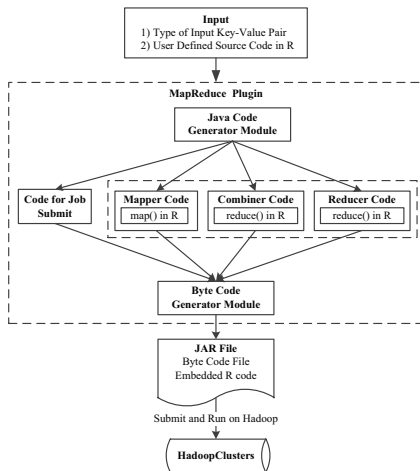 Input
1) Type of Input Key-Value Pair
2) User Defined Source Code in R
MapReduce Plugin
Java Code
Generator Module
Code for Job
Submit
Mapper Code
map() in R
Combiner Code
reduce() in R
Reducer Code
reduce() in R
Byte Code
Generator Module
JAR File
Byte Code File
Embedded R code
Submit and Run on Hadoop
HadoopClusters